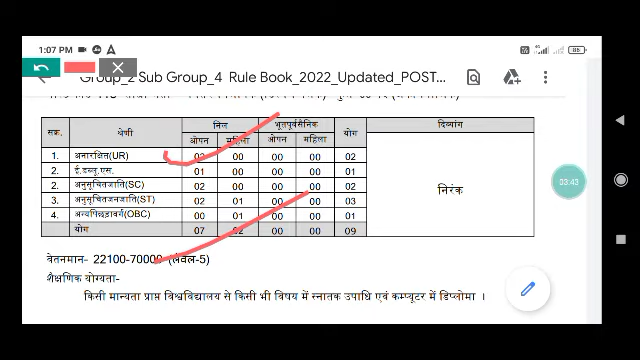 1:07 PM 86
Group_2 Sub Group_4 Rule Book_2022_Updated_POST...
सक्र. श्रेणी निल भूतपूर्वसैनिक योग दिव्यांग
ओपन महिला ओपन महिला
1. अनारक्षित(UR) 02 00 00 00 02 निरंक
2. ई.डब्लु.एस. 01 00 00 00 01
2. अनुसूचितजाति(SC) 02 00 00 00 02
3. अनुसूचितजनजाति(ST) 02 01 00 00 03
4. अन्यपिछड़ावर्ग(OBC) 00 01 00 00 01
योग 07 02 00 00 09
वेतनमान- 22100-70000 (लेवल-5)
शैक्षणिक योग्यता-
किसी मान्यता प्राप्त विश्वविद्यालय से किसी भी विषय में स्नातक उपाधि एवं कम्प्यूटर में डिप्लोमा ।
03:43